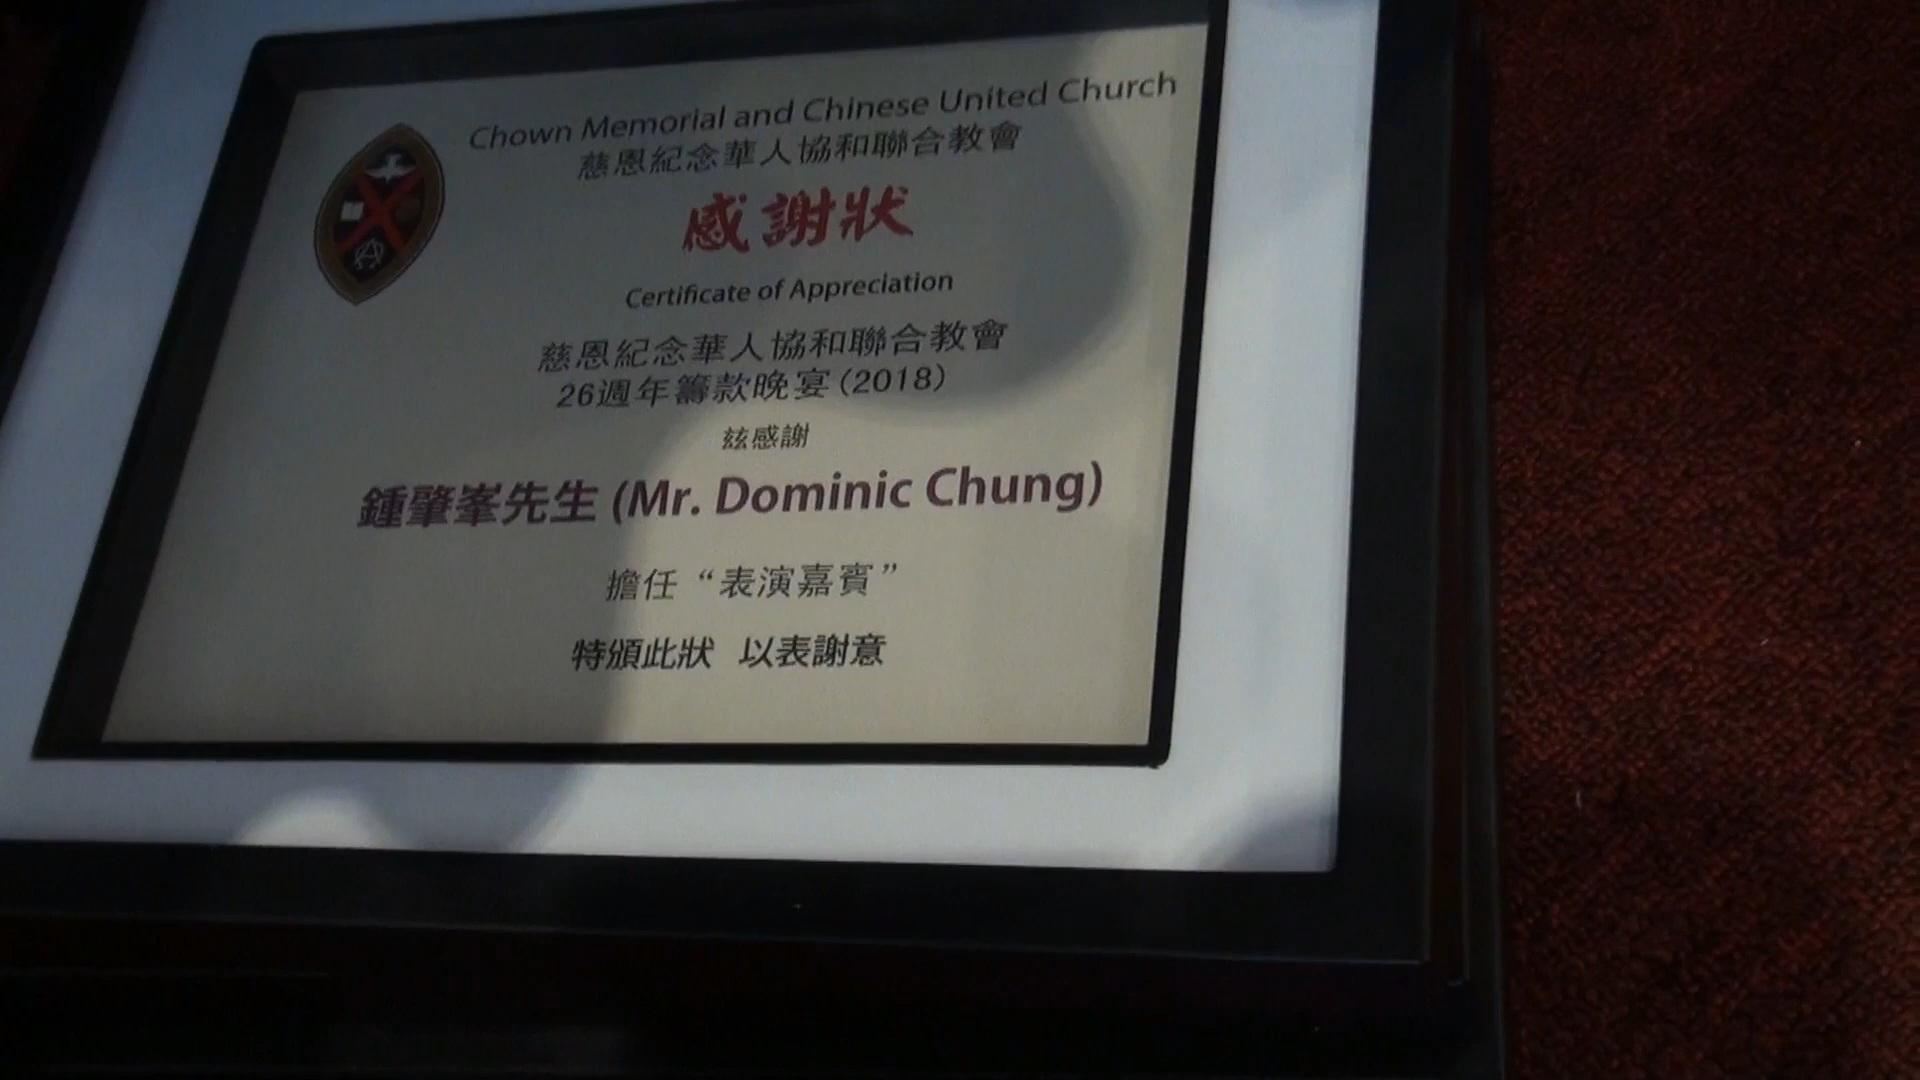 Chown Memorial and Chinese United Church
慈恩紀念華人協和聯合教會
感謝狀
Certificate of Appreciation
慈恩紀念華人協和聯合教會
26週年籌款晚宴(2018)
玆感謝
鍾肇峯先生 (Mr. Dominic Chung)
擔任“表演嘉賓”
特頒此狀 以表謝意